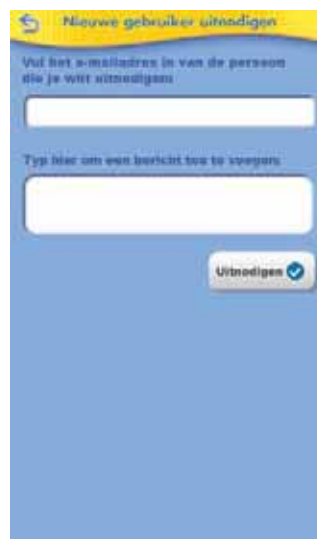 Nieuwe gebruiker uitnodigen
Vul het e-mailadres in van de persoon
die je wilt uitnodigen:
Typ hier om een bericht toe te voegen:
Uitnodigen